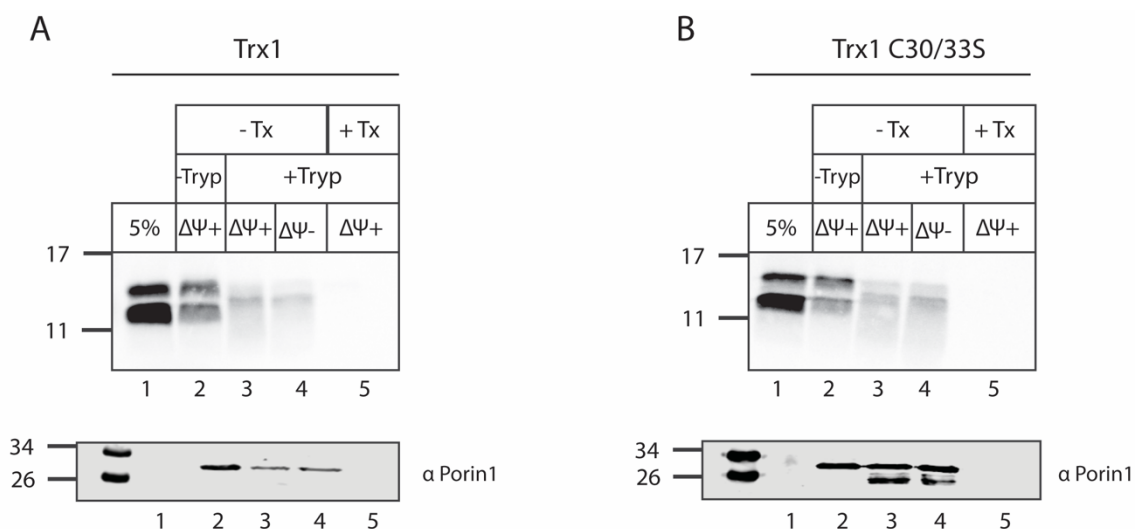 A
Trx1
- Tx
+ Tx
-Tryp
+Tryp
5%
ΔΨ+
ΔΨ+
ΔΨ-
ΔΨ+
17
11
1 2 3 4 5
34
26
α Porin1
1 2 3 4 5
B
Trx1 C30/33S
- Tx
+ Tx
-Tryp
+Tryp
5%
ΔΨ+
ΔΨ+
ΔΨ-
ΔΨ+
17
11
1 2 3 4 5
34
26
α Porin1
1 2 3 4 5